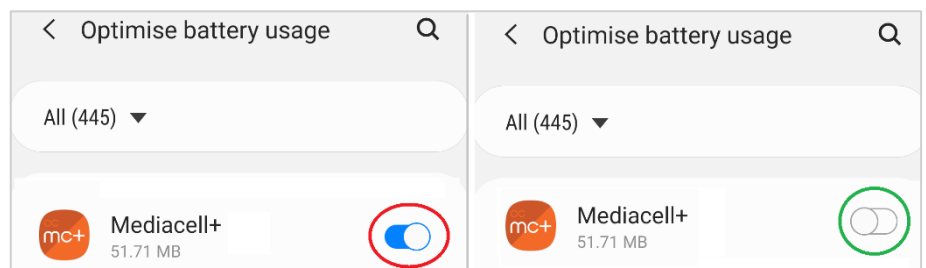 Optimise battery usage
All (445)
mc+
Mediacell+
51.71 MB
Optimise battery usage
All (445)
mc+
Mediacell+
51.71 MB